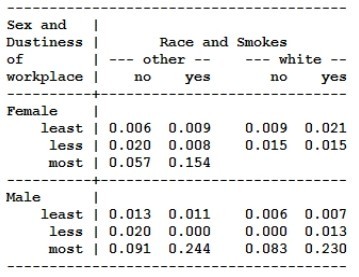 -----------------------------------------------
Sex and    |
Dustiness  |       Race and Smokes
of         | --- other --    --- white --
workplace  |    no    yes       no    yes
-----------+-----------------------------------
Female     |
     least | 0.006  0.009    0.009  0.021
      less | 0.020  0.008    0.015  0.015
      most | 0.057  0.154
-----------+-----------------------------------
Male       |
     least | 0.013  0.011    0.006  0.007
      less | 0.020  0.000    0.000  0.013
      most | 0.091  0.244    0.083  0.230
-----------------------------------------------